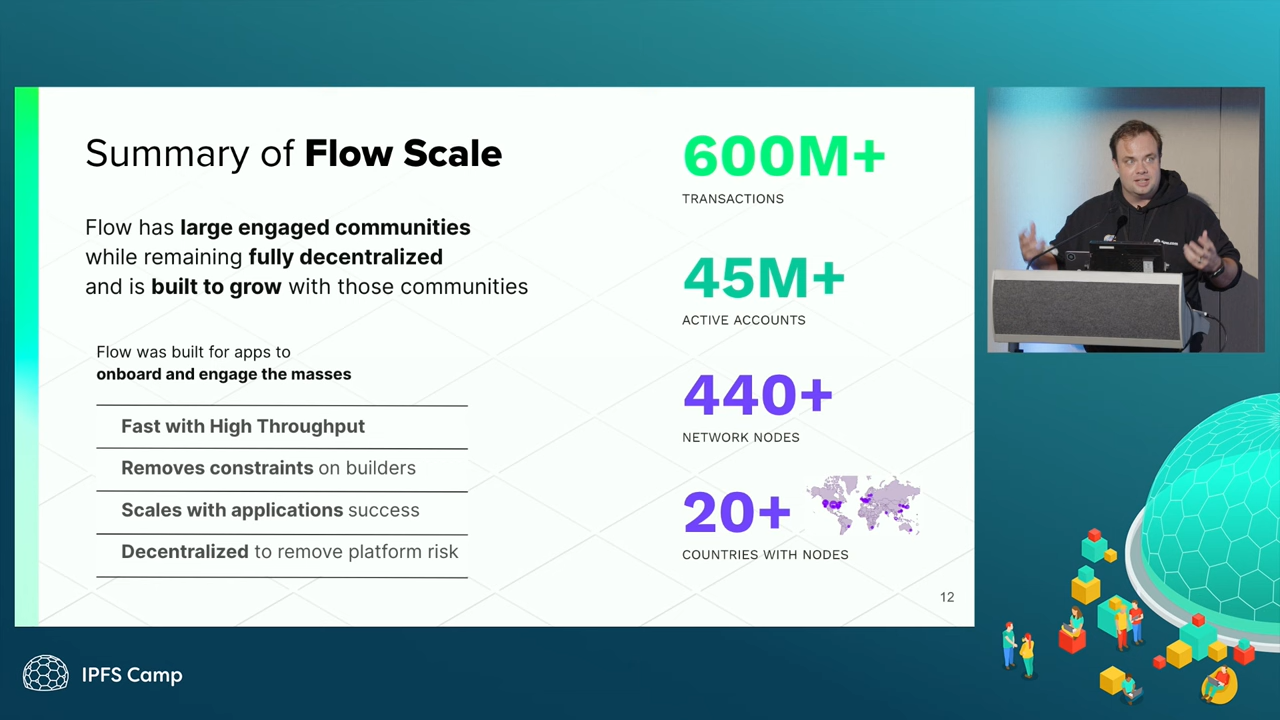 Summary of Flow Scale
Flow has large engaged communities
while remaining fully decentralized
and is built to grow with those communities
Flow was built for apps to
onboard and engage the masses
Fast with High Throughput
Removes constraints on builders
Scales with applications success
Decentralized to remove platform risk
600M+
TRANSACTIONS
45M+
ACTIVE ACCOUNTS
440+
NETWORK NODES
20+
COUNTRIES WITH NODES
12
IPFS Camp